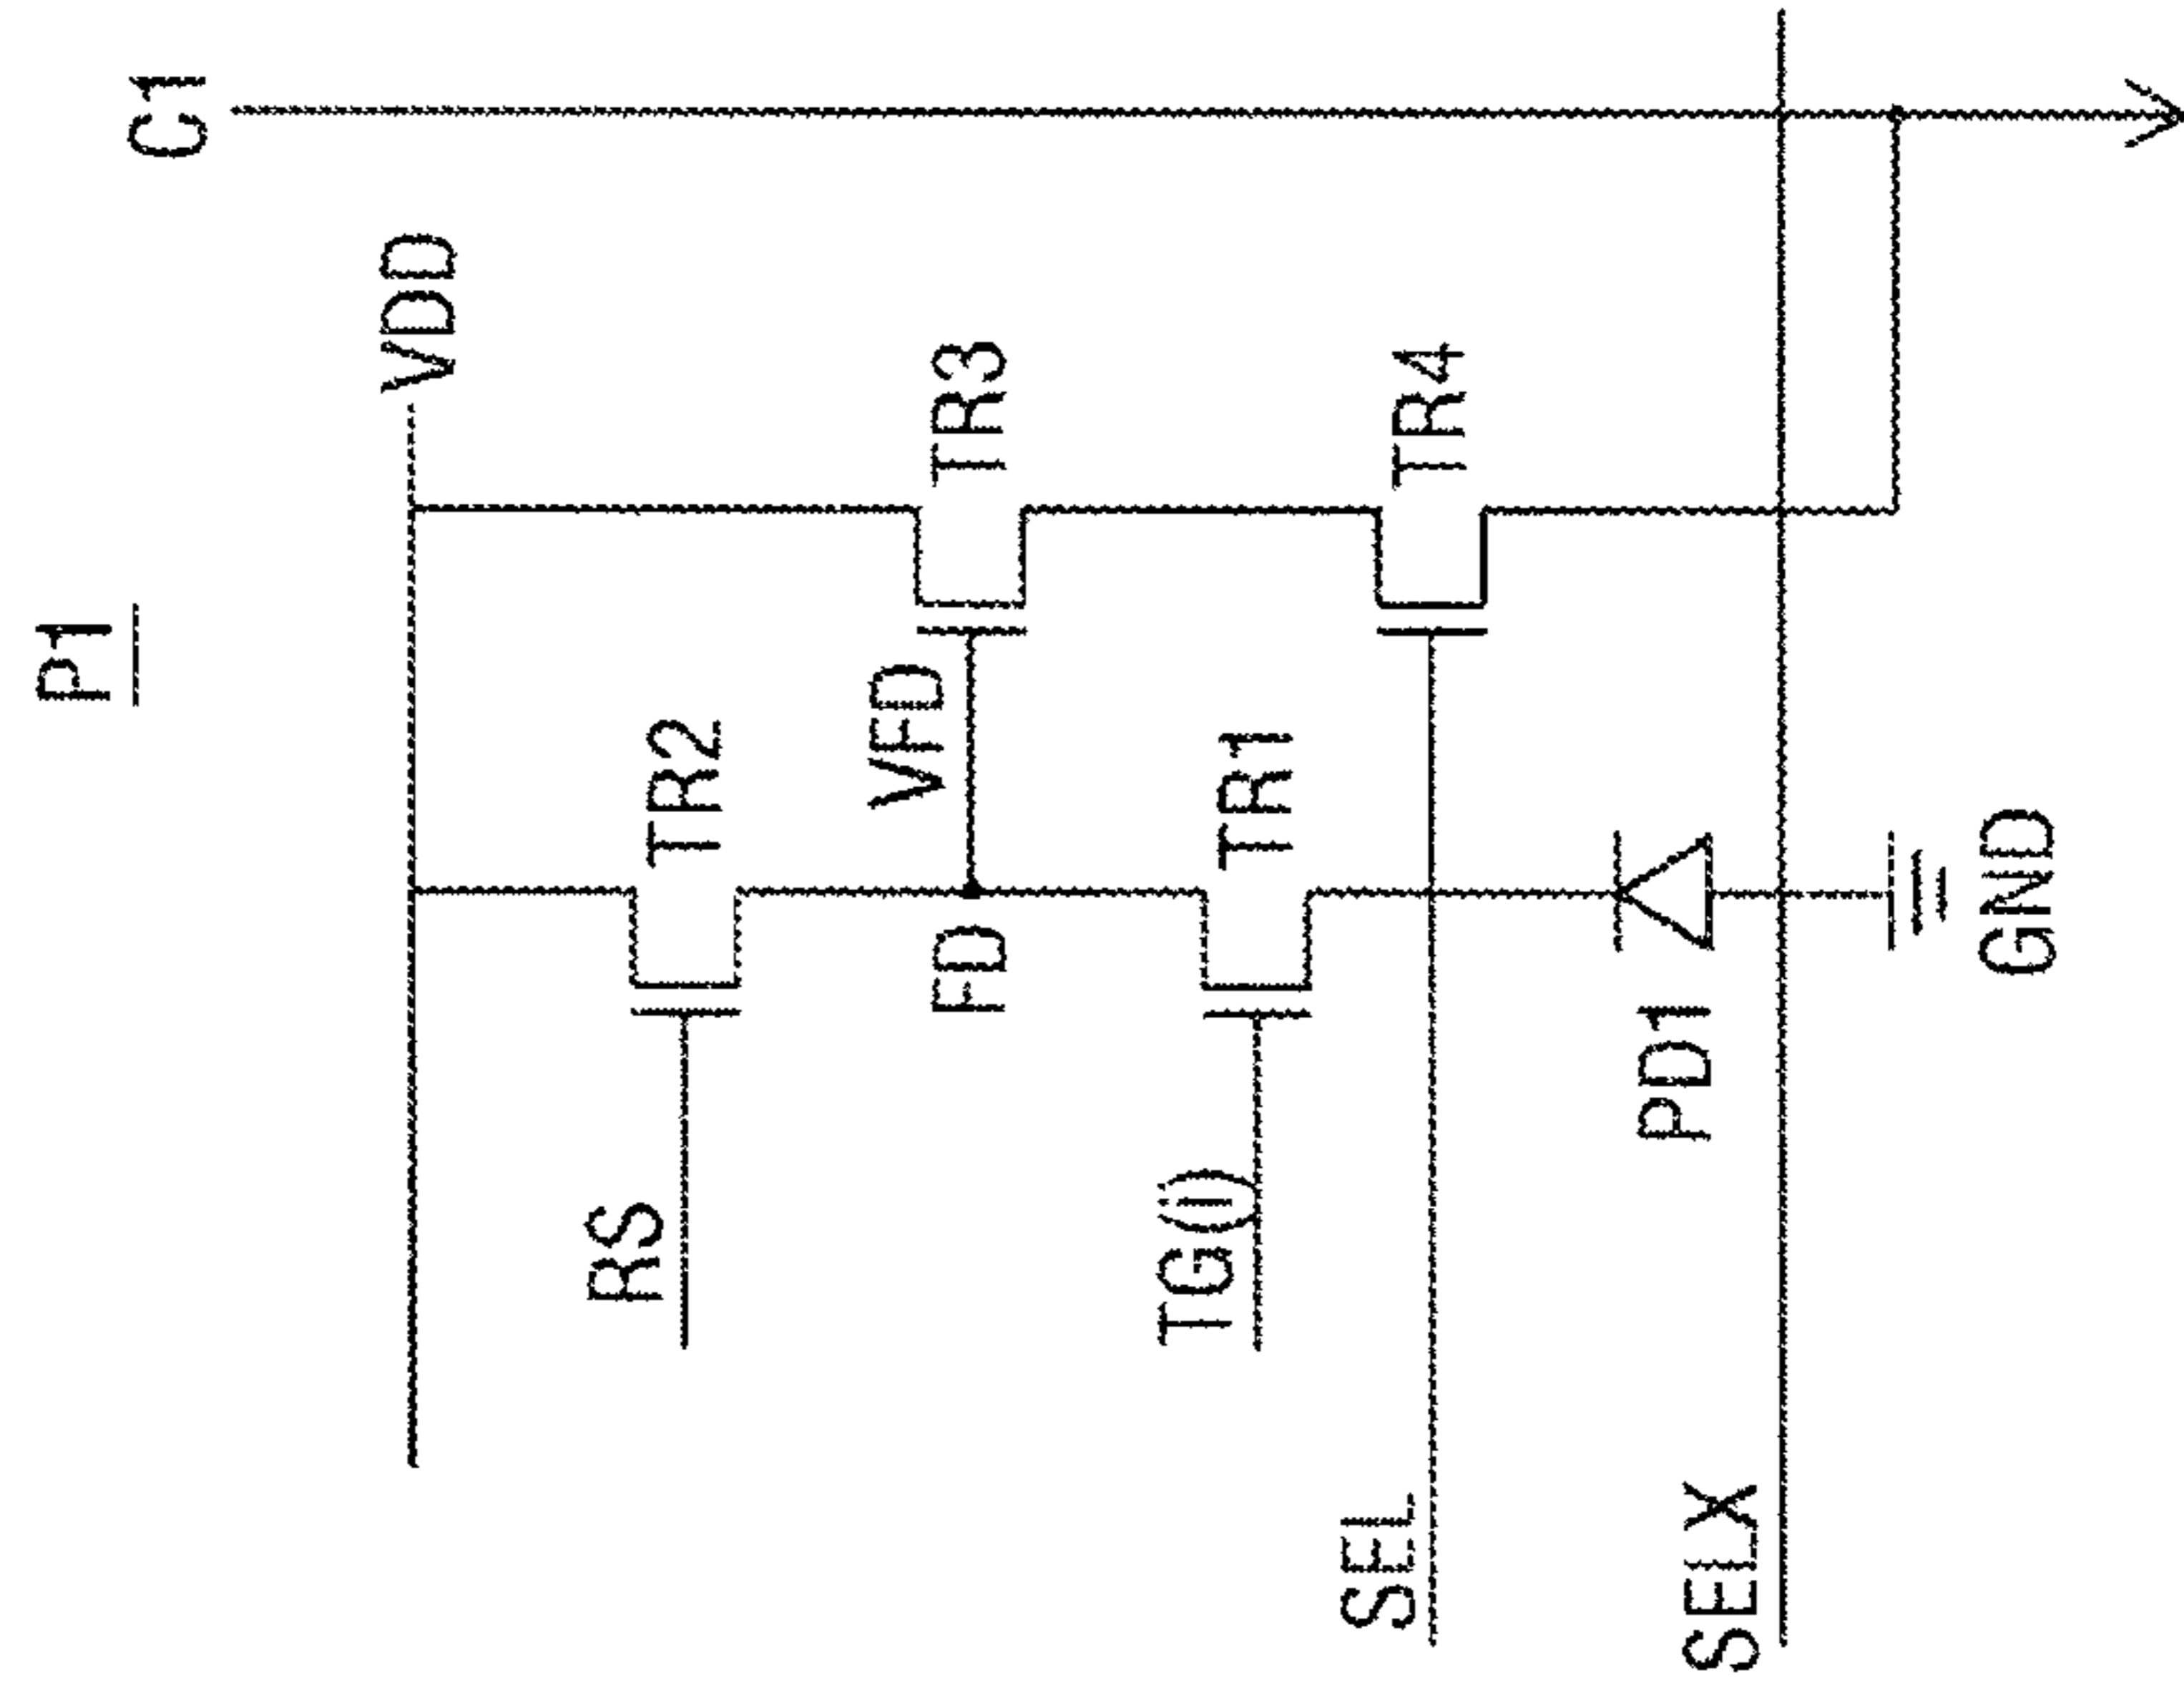 P1
C1
VDD
RS
TR2
VFD
FD
TR3
TG(i)
TR1
SEL
TR4
PD1
SELX
GND